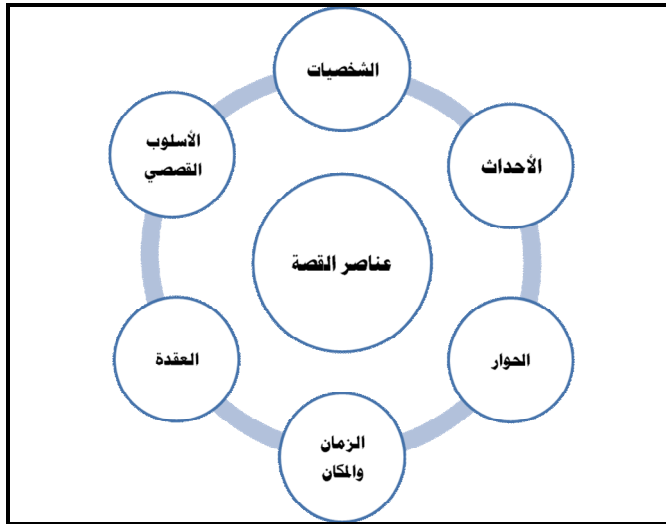 الشخصيات
الأسلوب
القصصي
الأحداث
عناصر القصة
العقدة
الحوار
الزمان
والمكان